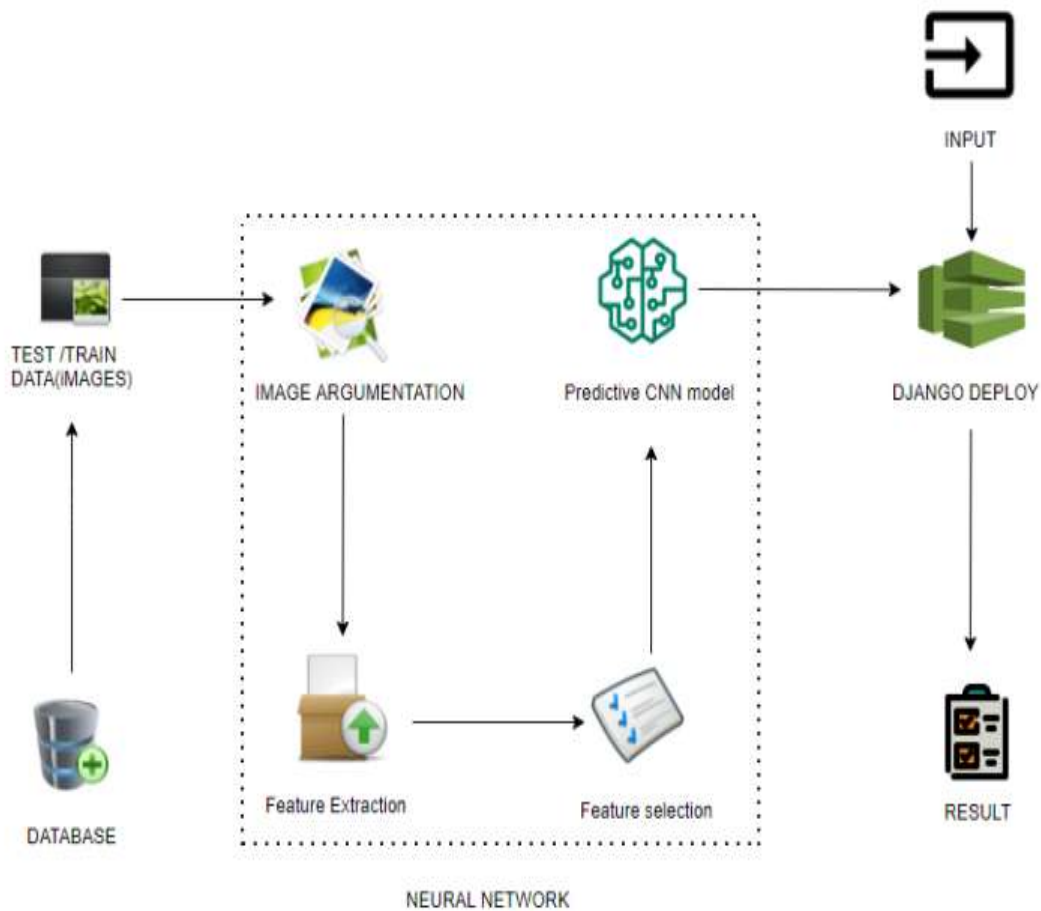 INPUT
TEST /TRAIN
DATA(IMAGES)
IMAGE ARGUMENTATION
Predictive CNN model
DJANGO DEPLOY
Feature Extraction
Feature selection
RESULT
DATABASE
NEURAL NETWORK